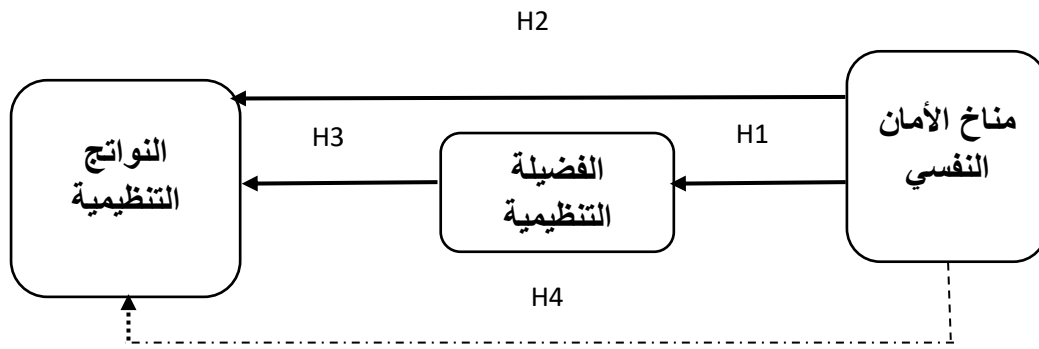 H2
مناخ الأمان
النفسي
H1
الفضيلة
التنظيمية
H3
النواتج
التنظيمية
H4